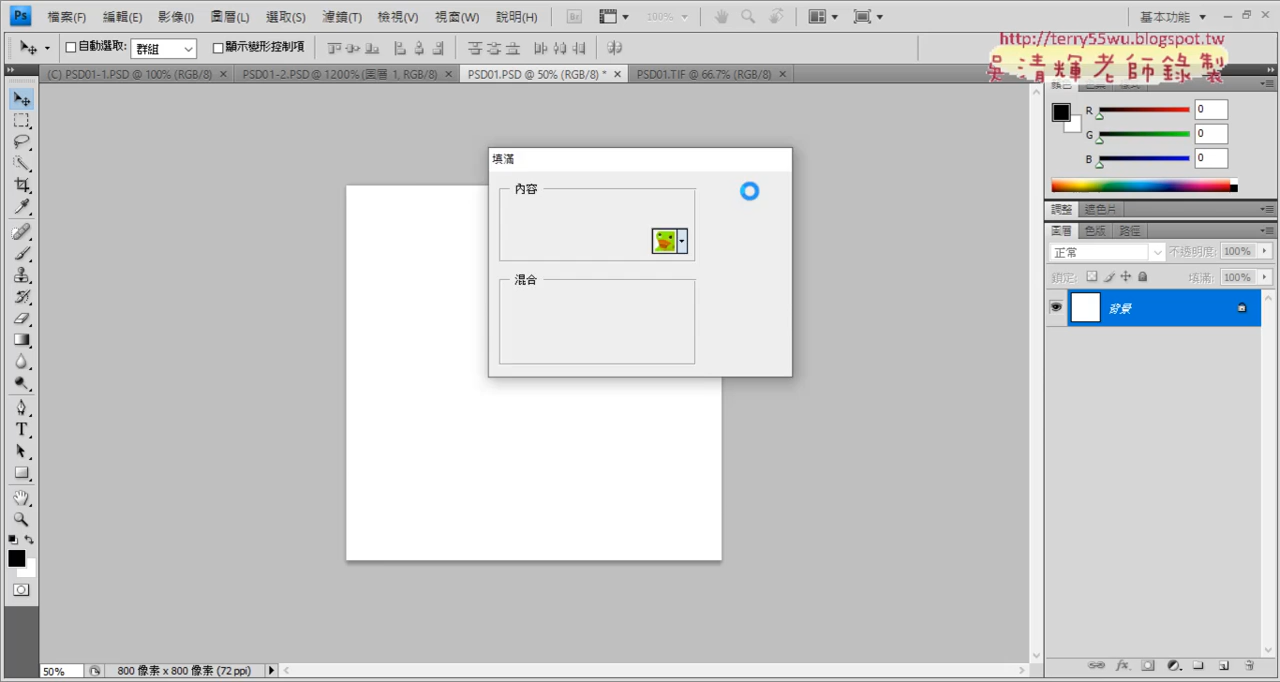 Ps 檔案(F) 編輯(E) 影像(I) 圖層(L) 選取(S) 濾鏡(T) 檢視(V) 視窗(W) 說明(H) Br 100% 基本功能
http://terry55wu.blogspot.tw
自動選取: 群組 顯示變形控制項
吳清輝老師錄製
(C) PSD01-1.PSD @ 100% (RGB/8) PSD01-2.PSD @ 1200% (圖層 1, RGB/8) PSD01.PSD @ 50% (RGB/8) * PSD01.TIF @ 66.7% (RGB/8)
R 0
G 0
B 0
填滿
內容
混合
調整 遮色片
圖層 色版 路徑
正常 不透明度: 100%
鎖定: 填滿: 100%
背景
T
50% 800 像素 x 800 像素 (72 ppi)
fx